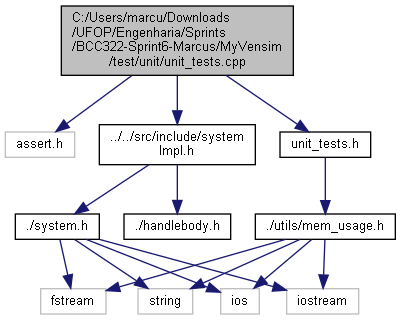 C:/Users/marcu/Downloads
/UFOP/Engenharia/Sprints
/BCC322-Sprint6-Marcus/MyVensim
/test/unit/unit_tests.cpp
assert.h
../../src/include/system
Impl.h
unit_tests.h
./system.h
./handlebody.h
./utils/mem_usage.h
fstream
string
ios
iostream